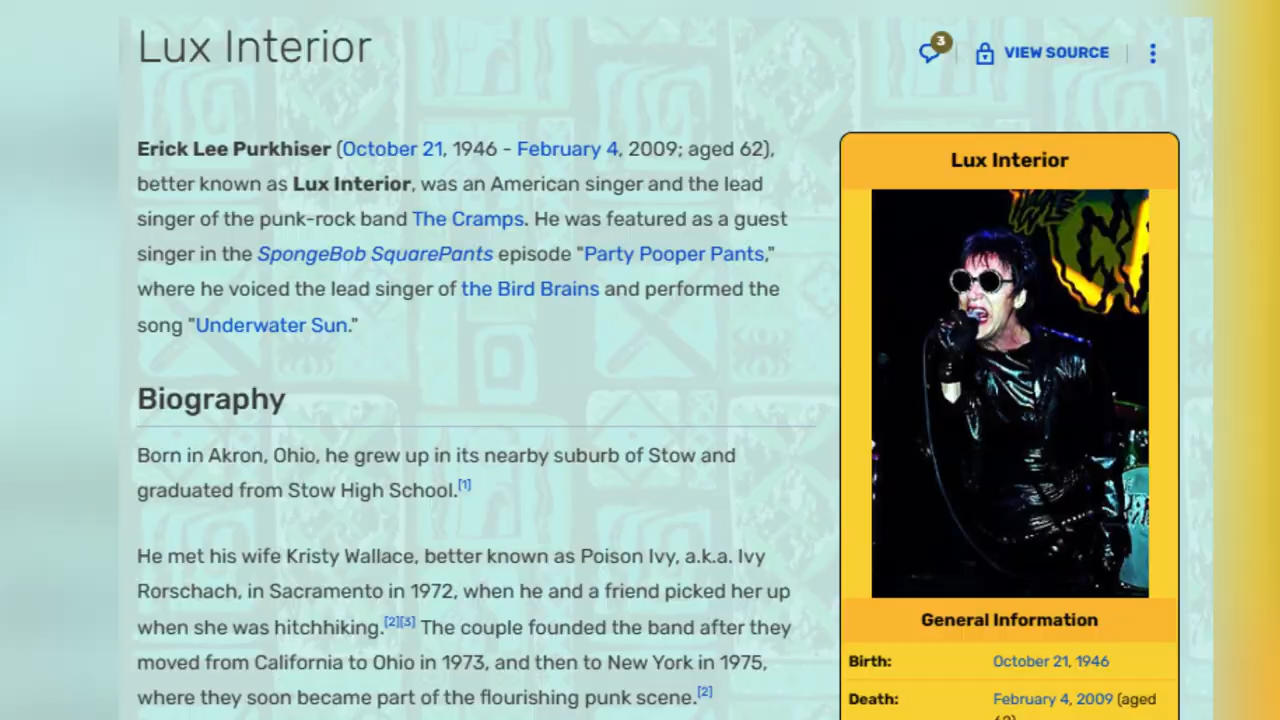 Lux Interior
3
VIEW SOURCE
Erick Lee Purkhiser (October 21, 1946 - February 4, 2009; aged 62),
better known as Lux Interior, was an American singer and the lead
singer of the punk-rock band The Cramps. He was featured as a guest
singer in the SpongeBob SquarePants episode "Party Pooper Pants,"
where he voiced the lead singer of the Bird Brains and performed the
song "Underwater Sun."
Biography
Born in Akron, Ohio, he grew up in its nearby suburb of Stow and
graduated from Stow High School.[1]
He met his wife Kristy Wallace, better known as Poison Ivy, a.k.a. Ivy
Rorschach, in Sacramento in 1972, when he and a friend picked her up
when she was hitchhiking.[2][3] The couple founded the band after they
moved from California to Ohio in 1973, and then to New York in 1975,
where they soon became part of the flourishing punk scene.[2]
Lux Interior
General Information
Birth: October 21, 1946
Death: February 4, 2009 (aged
62)